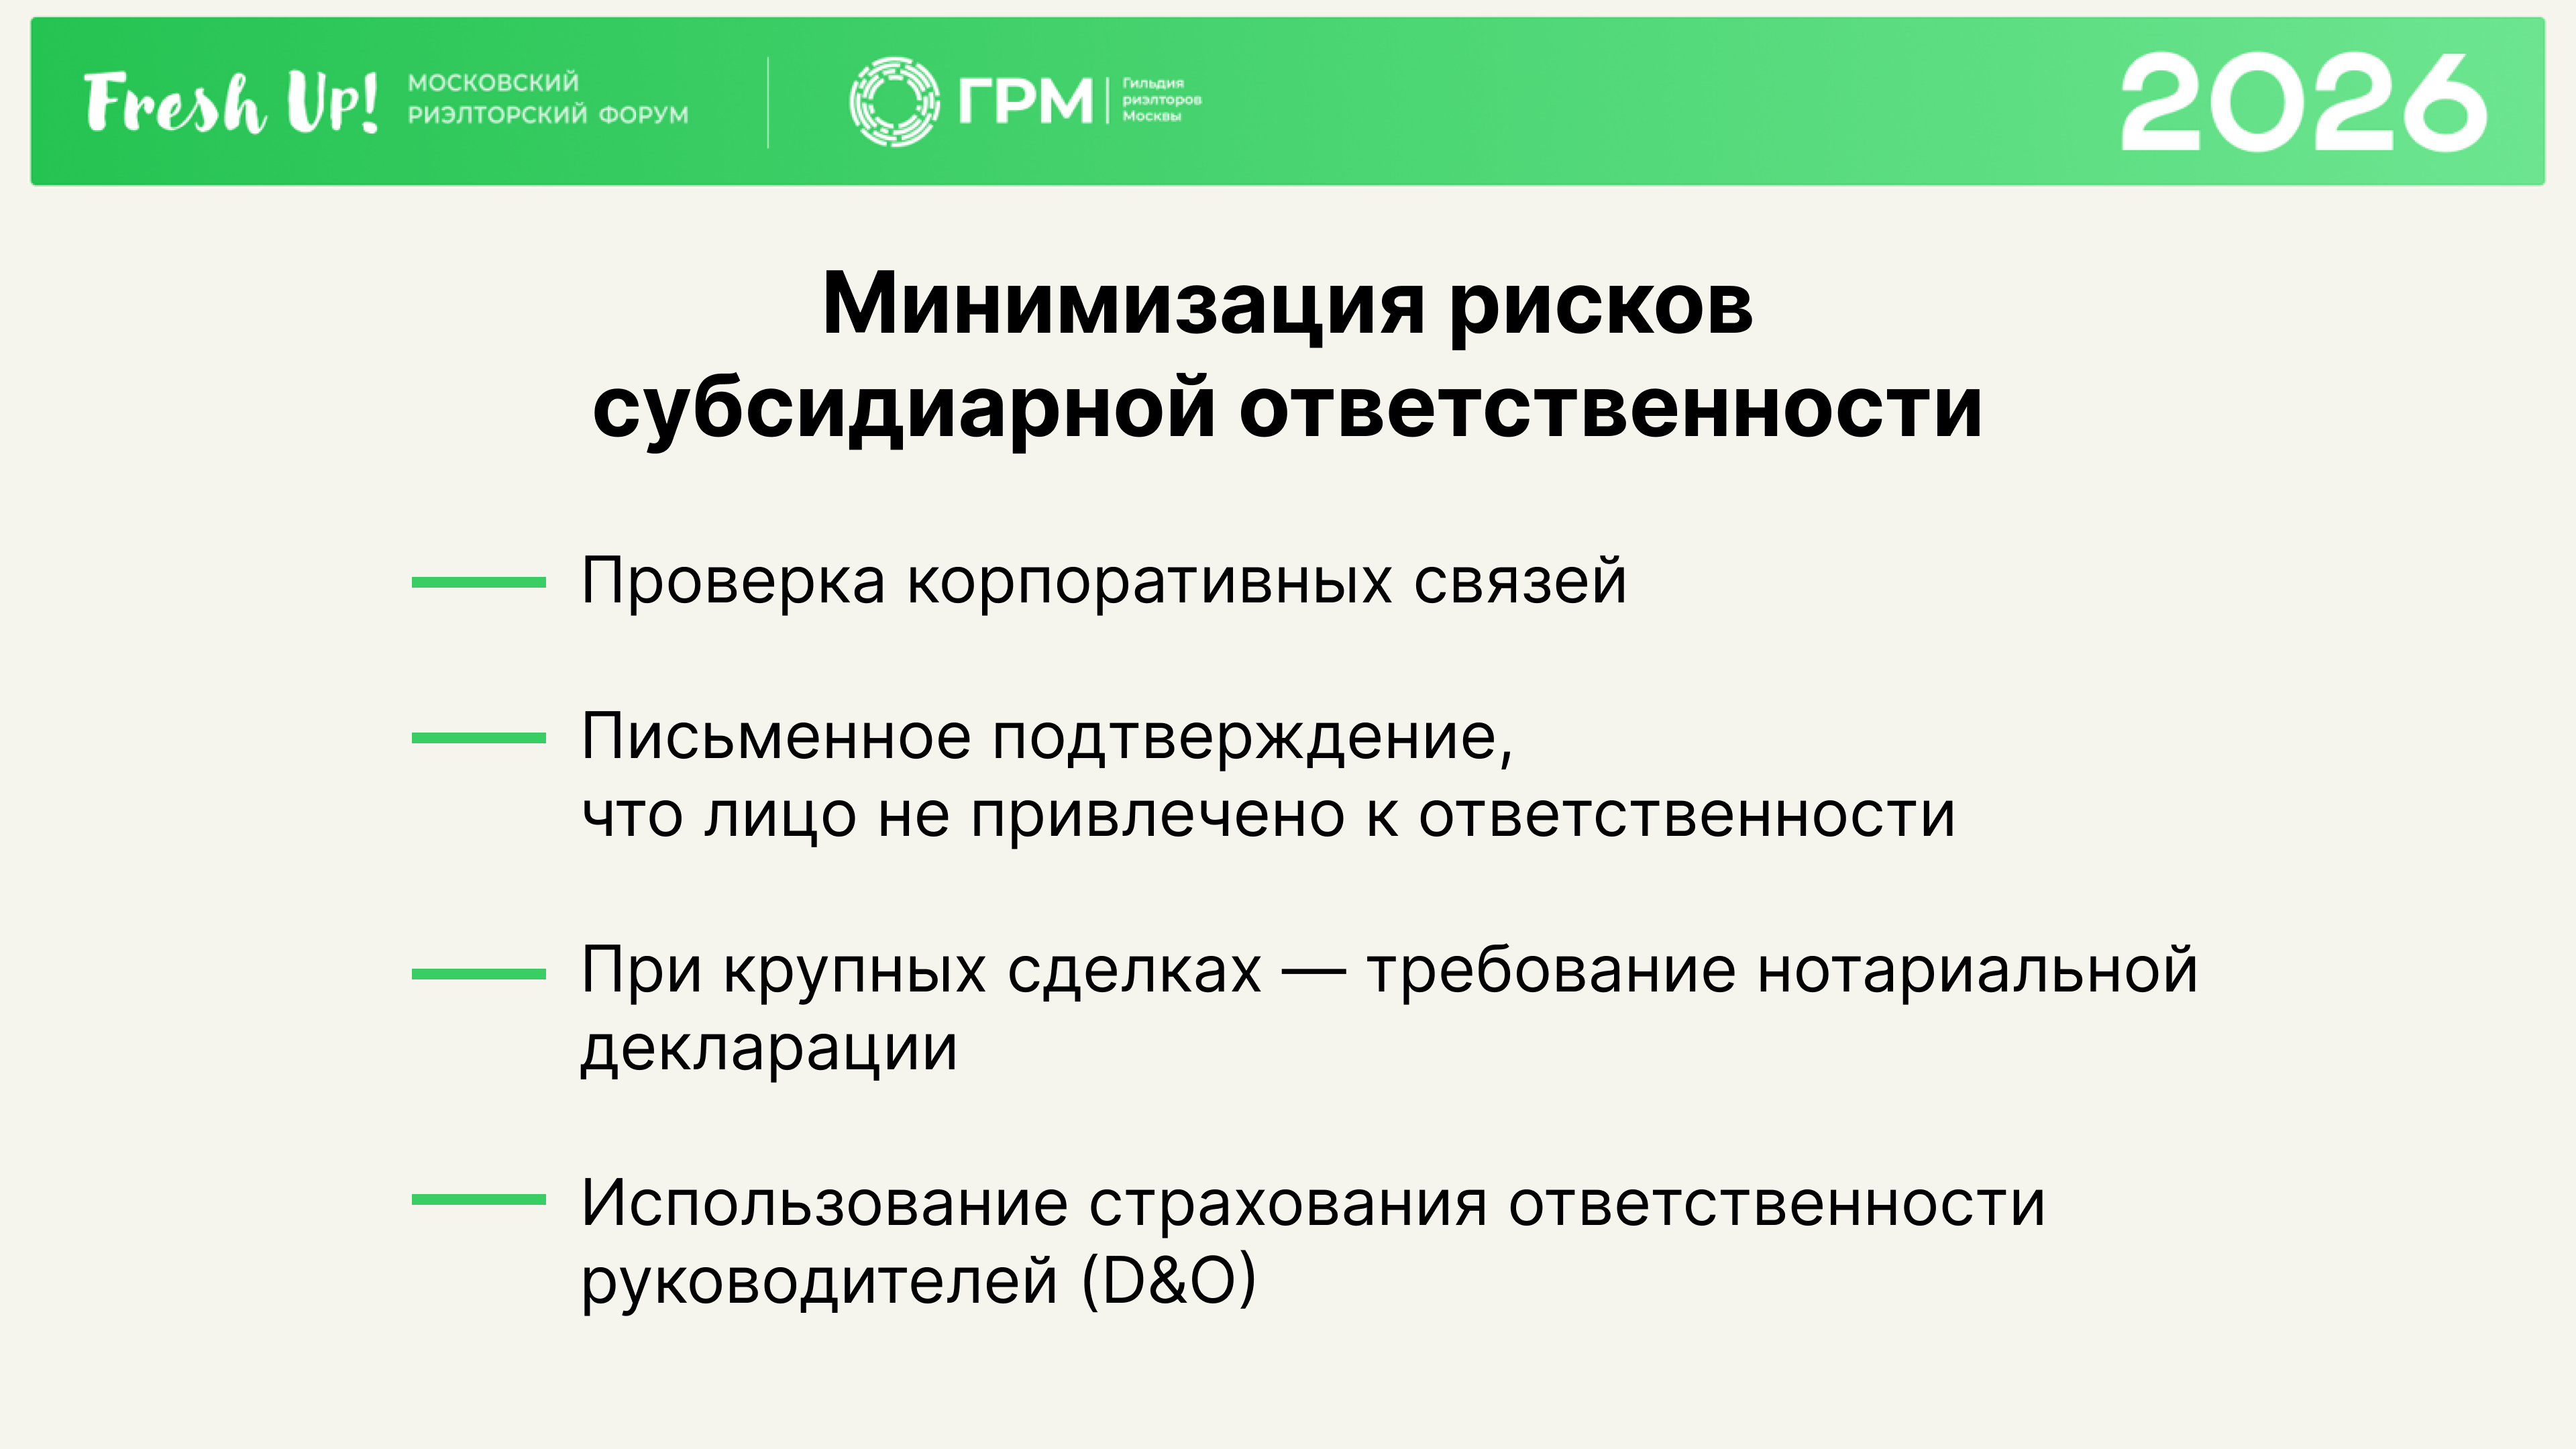 Fresh Up!
МОСКОВСКИЙ
РИЭЛТОРСКИЙ ФОРУМ
ГРМ
Гильдия
риэлторов
Москвы
2026
Минимизация рисков
субсидиарной ответственности
Проверка корпоративных связей
Письменное подтверждение,
что лицо не привлечено к ответственности
При крупных сделках — требование нотариальной
декларации
Использование страхования ответственности
руководителей (D&O)